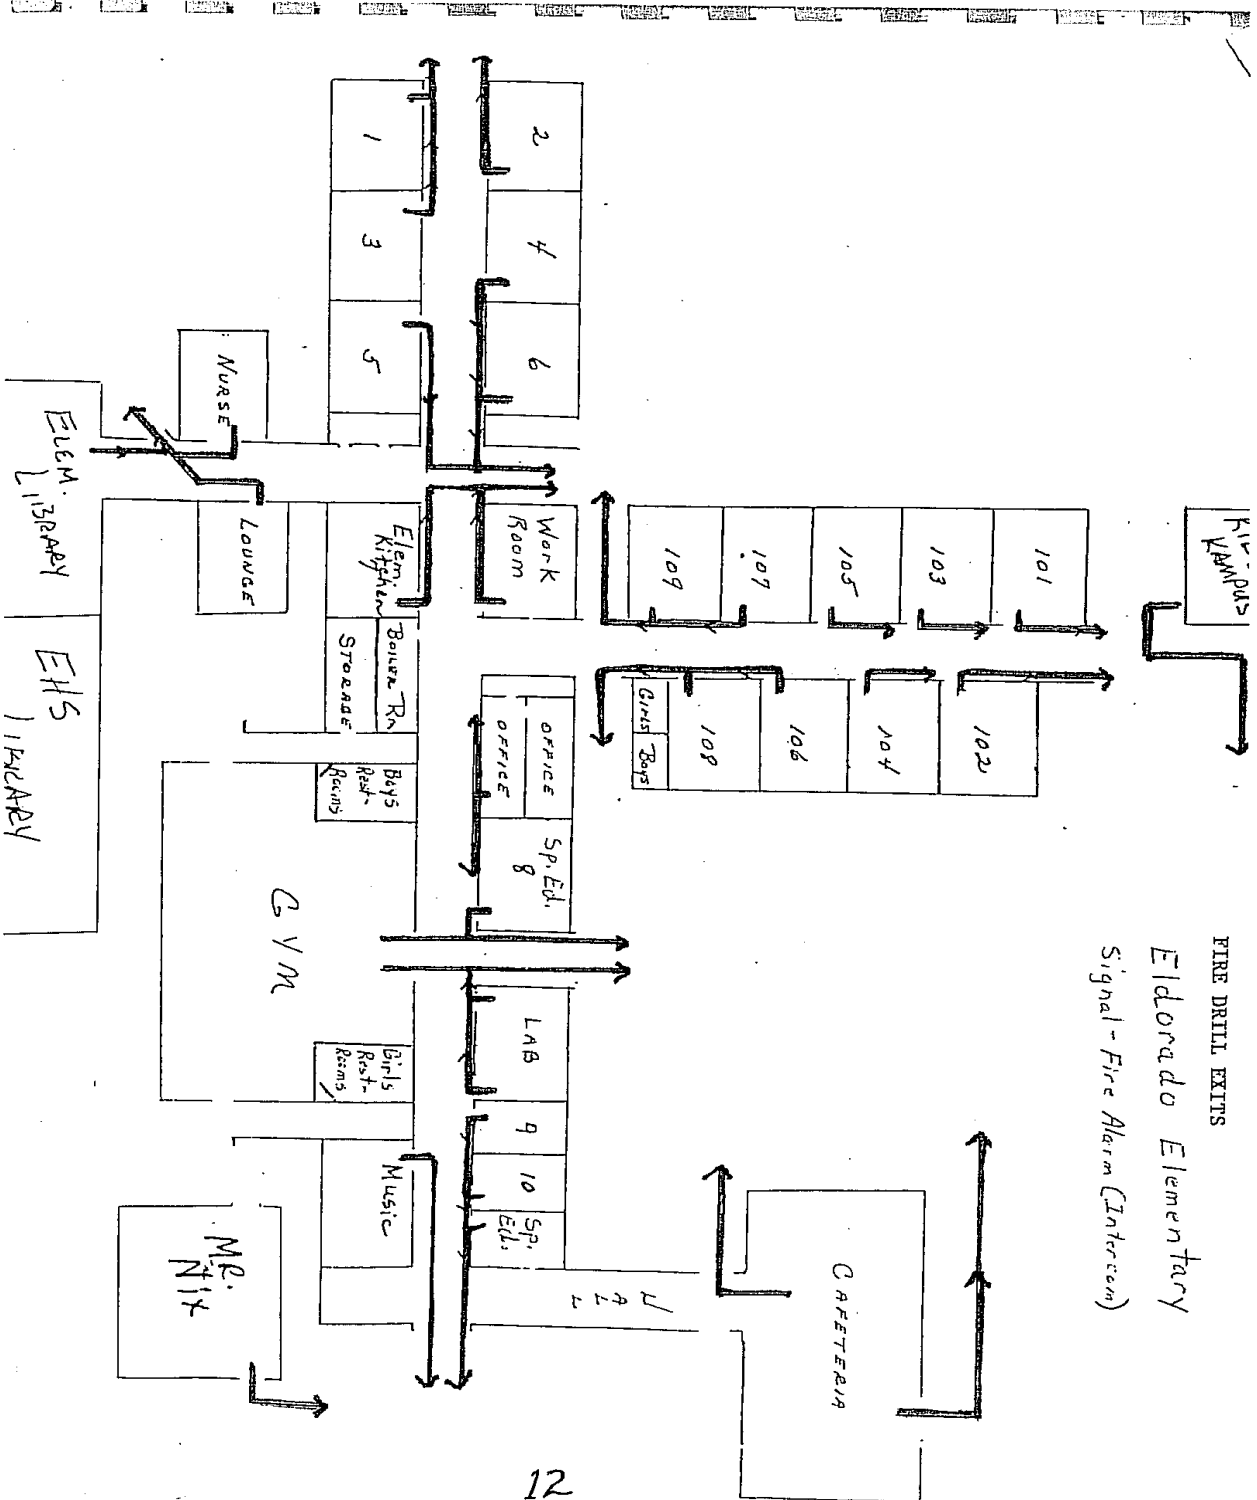 FIRE DRILL EXITS
Eldorado Elementary
Signal - Fire Alarm (Intercom)
KAMPUS
101
103
105
107
109
102
104
106
108
Girls
Boys
2
4
6
1
3
5
Work
Room
OFFICE
OFFICE
Sp. Ed.
8
LAB
9
10
Sp.
Ed.
HALL
CAFETERIA
Elem.
Kitchen
Boiler Rm
STORAGE
Boys
Rest-
Rooms
GYM
Girls
Rest-
Rooms
Music
NURSE
LOUNGE
ELEM.
LIBRARY
EHS
LIBRARY
MR.
NIX
12